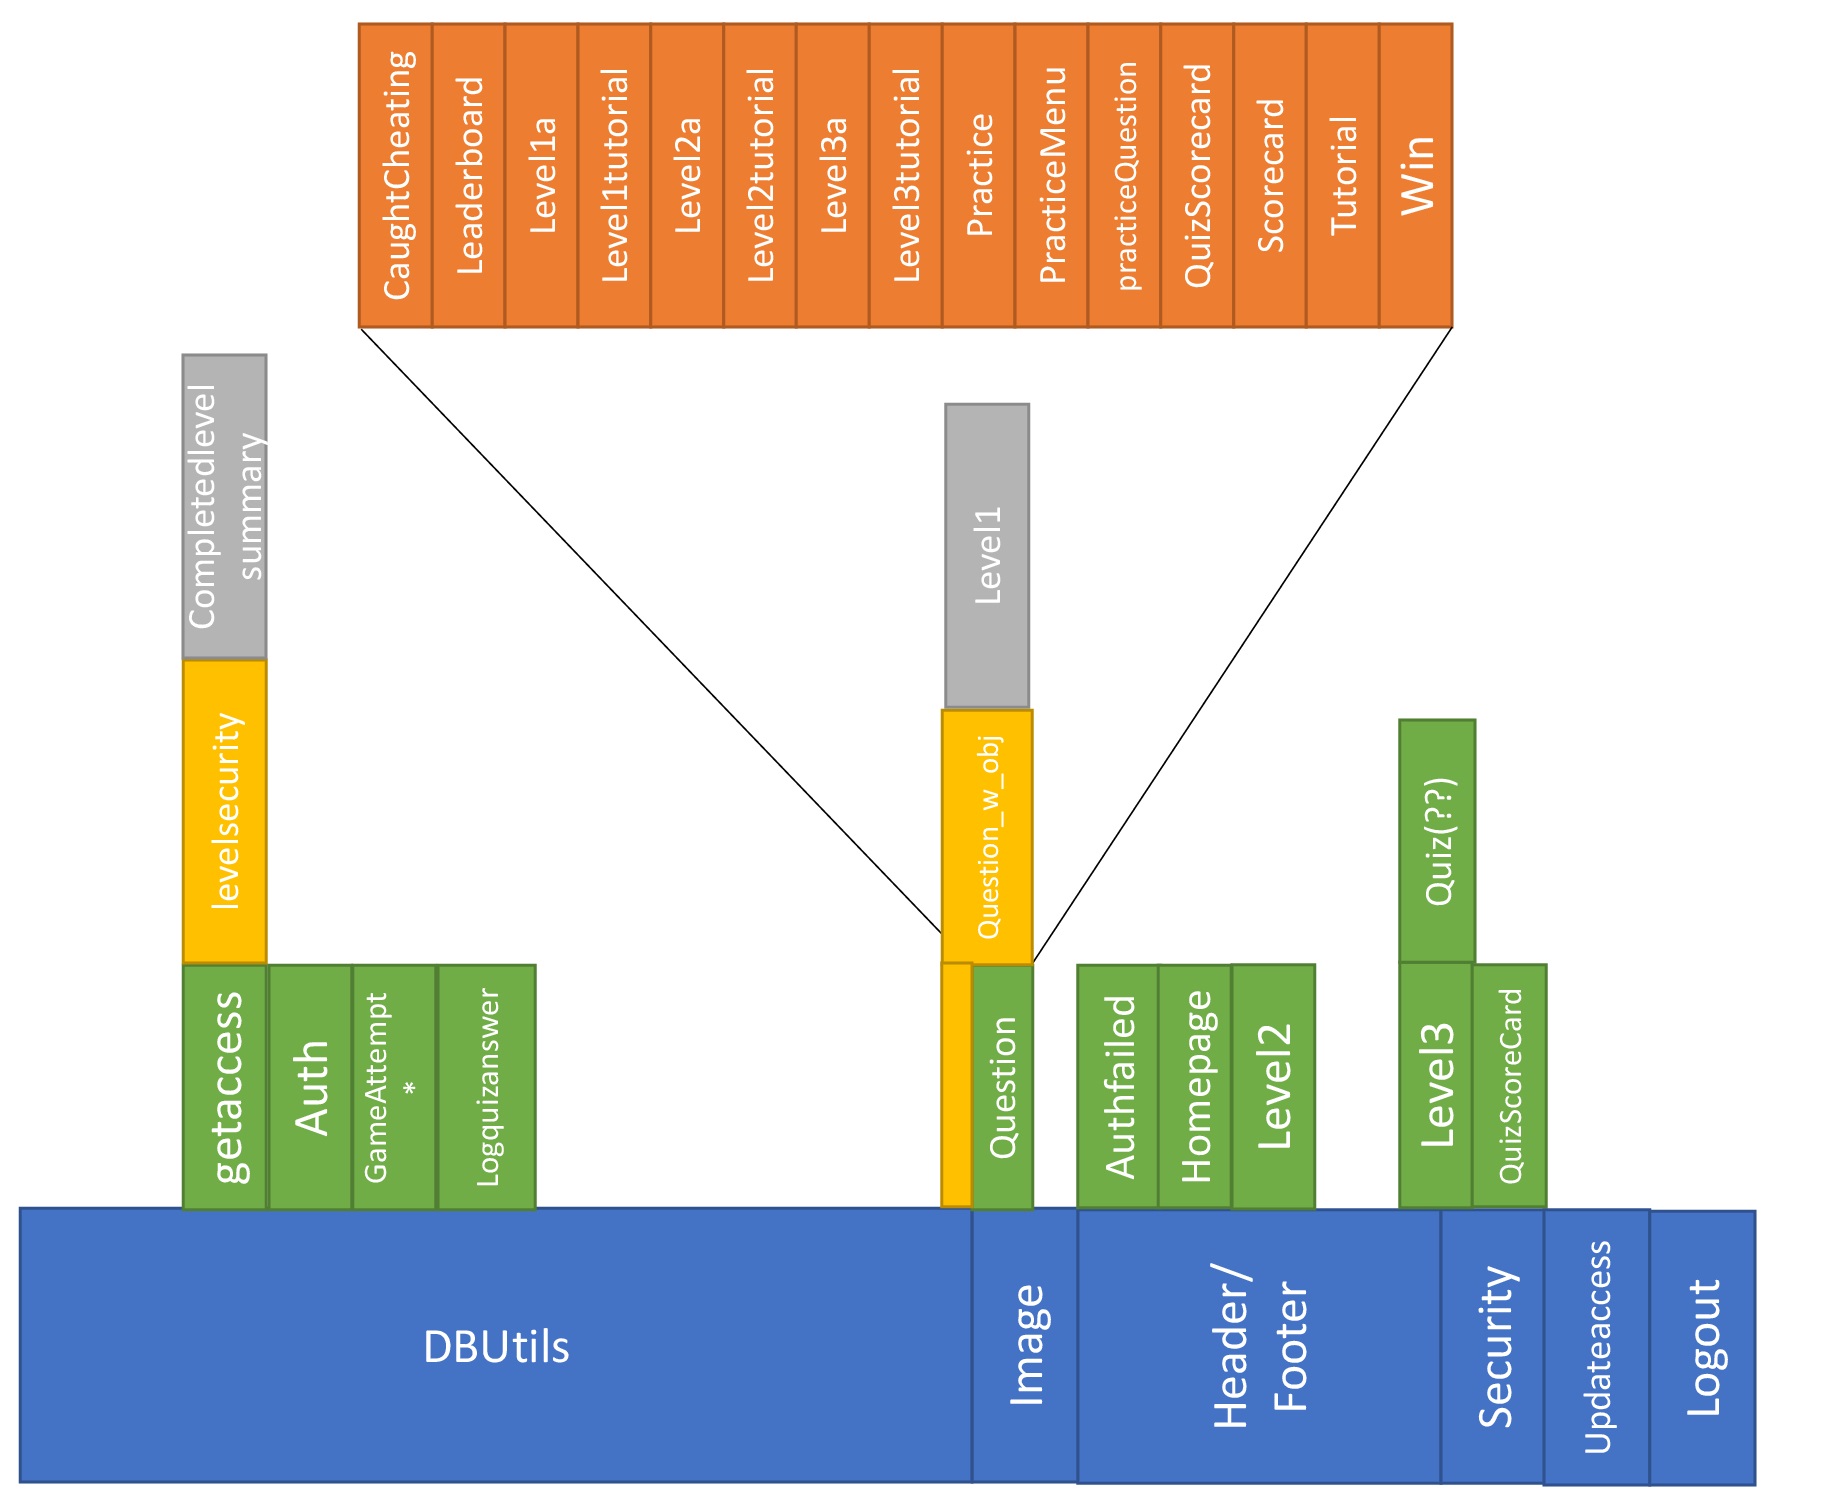 CaughtCheating
Leaderboard
Level1a
Level1tutorial
Level2a
Level2tutorial
Level3a
Level3tutorial
Practice
PracticeMenu
practiceQuestion
QuizScorecard
Scorecard
Tutorial
Win
Completedlevel
summary
Level1
levelsecurity
Question_w_obj
Quiz(??)
getaccess
Auth
GameAttempt
*
Logquizanswer
Question
Authfailed
Homepage
Level2
Level3
QuizScoreCard
DBUtils
Image
Header/
Footer
Security
Updateaccess
Logout